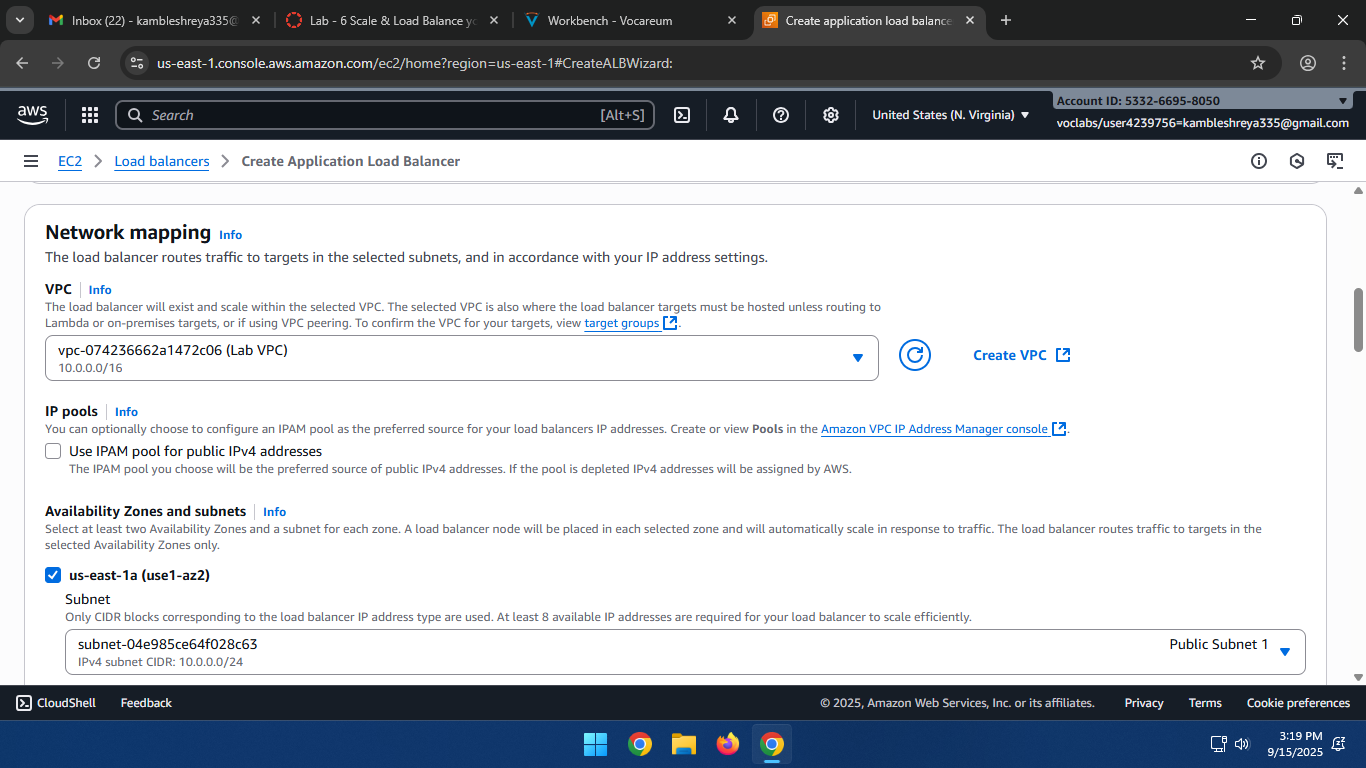 Inbox (22) - kambleshreya335@
Lab - 6 Scale & Load Balance yo
Workbench - Vocareum
Create application load balance
us-east-1.console.aws.amazon.com/ec2/home?region=us-east-1#CreateALBWizard:
aws
Search
[Alt+S]
United States (N. Virginia)
Account ID: 5332-6695-8050
voclabs/user4239756=kambleshreya335@gmail.com
EC2
Load balancers
Create Application Load Balancer
Network mapping Info
The load balancer routes traffic to targets in the selected subnets, and in accordance with your IP address settings.
VPC Info
The load balancer will exist and scale within the selected VPC. The selected VPC is also where the load balancer targets must be hosted unless routing to
Lambda or on-premises targets, or if using VPC peering. To confirm the VPC for your targets, view target groups.
vpc-074236662a1472c06 (Lab VPC)
10.0.0.0/16
Create VPC
IP pools Info
You can optionally choose to configure an IPAM pool as the preferred source for your load balancers IP addresses. Create or view Pools in the Amazon VPC IP Address Manager console.
Use IPAM pool for public IPv4 addresses
The IPAM pool you choose will be the preferred source of public IPv4 addresses. If the pool is depleted IPv4 addresses will be assigned by AWS.
Availability Zones and subnets Info
Select at least two Availability Zones and a subnet for each zone. A load balancer node will be placed in each selected zone and will automatically scale in response to traffic. The load balancer routes traffic to targets in the
selected Availability Zones only.
us-east-1a (use1-az2)
Subnet
Only CIDR blocks corresponding to the load balancer IP address type are used. At least 8 available IP addresses are required for your load balancer to scale efficiently.
subnet-04e985ce64f028c63
Public Subnet 1
IPv4 subnet CIDR: 10.0.0.0/24
CloudShell
Feedback
© 2025, Amazon Web Services, Inc. or its affiliates.
Privacy
Terms
Cookie preferences
3:19 PM
9/15/2025